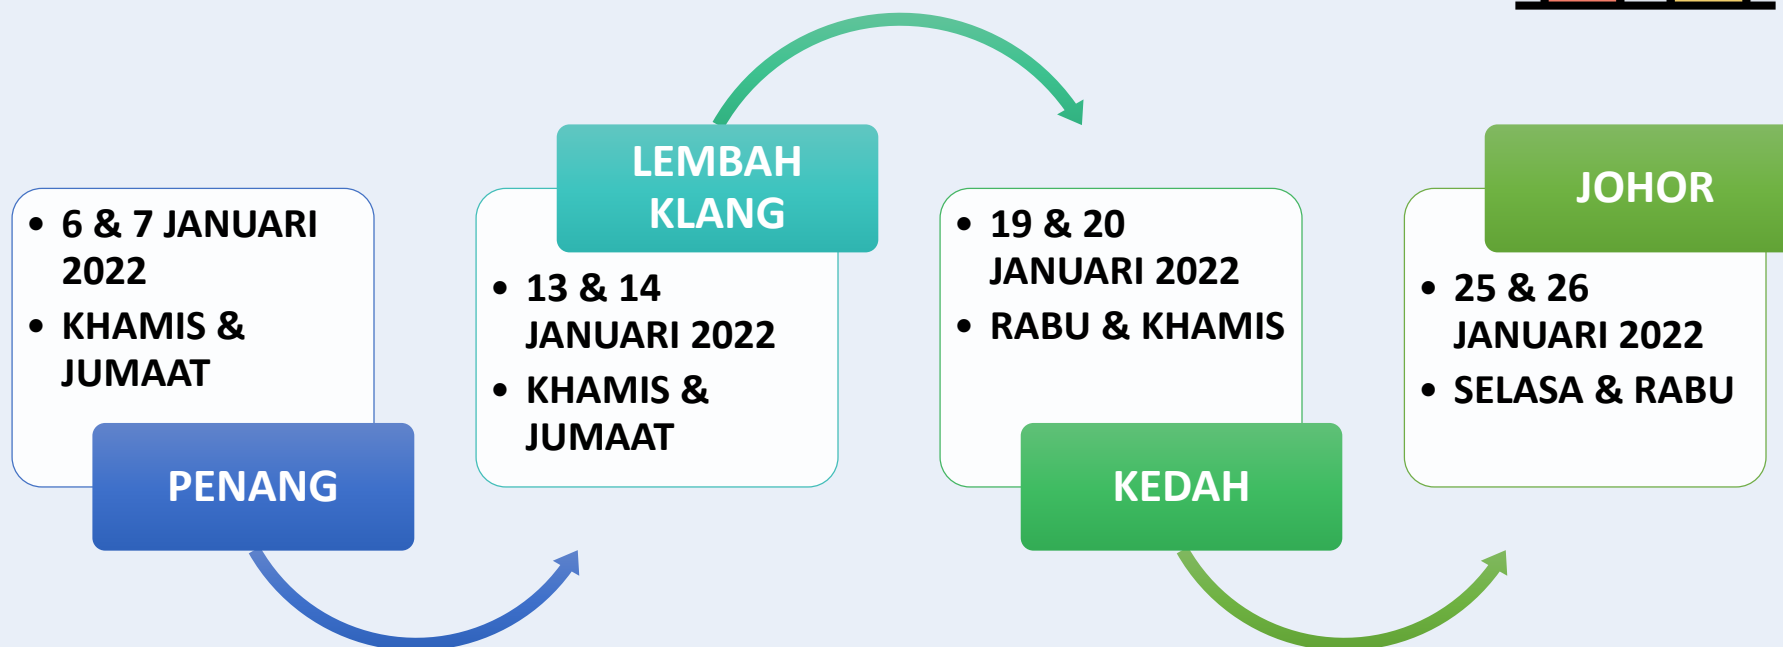 • 6 & 7 JANUARI
2022
• KHAMIS &
JUMAAT
PENANG
LEMBAH
KLANG
• 13 & 14
JANUARI 2022
• KHAMIS &
JUMAAT
• 19 & 20
JANUARI 2022
• RABU & KHAMIS
KEDAH
JOHOR
• 25 & 26
JANUARI 2022
• SELASA & RABU